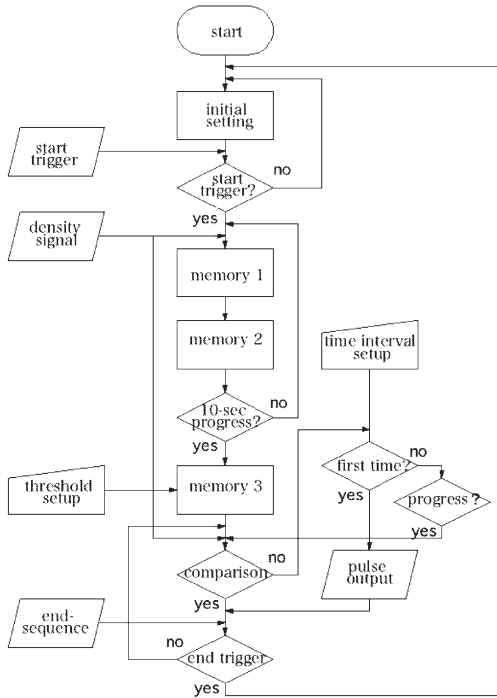 start
initial
setting
start
trigger
start
trigger?
no
yes
density
signal
memory 1
memory 2
time interval
setup
10-sec
progress?
no
yes
first time?
no
yes
threshold
setup
memory 3
progress?
yes
comparison
no
yes
pulse
output
end-
sequence
no
end trigger
yes